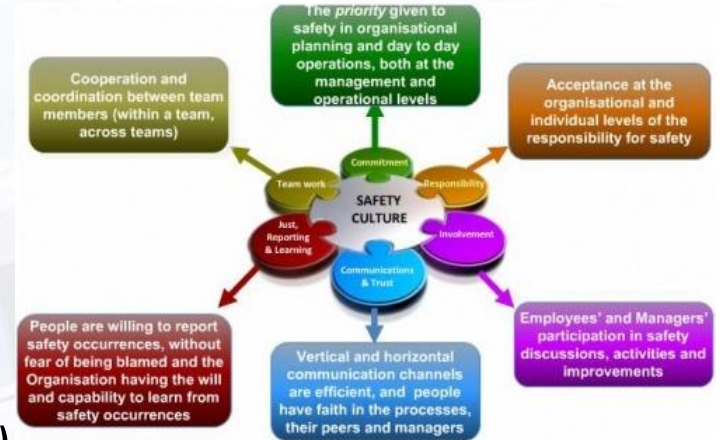 The priority given to
safety in organisational
planning and day to day
operations, both at the
management and
operational levels
Cooperation and
coordination between team
members (within a team,
across teams)
Acceptance at the
organisational and
individual levels of the
responsibility for safety
Commitment
Team work
Responsibility
SAFETY
CULTURE
Just,
Reporting
& Learning
Involvement
Communications
& Trust
People are willing to report
safety occurrences, without
fear of being blamed and the
Organisation having the will
and capability to learn from
safety occurrences
Vertical and horizontal
communication channels
are efficient, and people
have faith in the processes,
their peers and managers
Employees' and Managers'
participation in safety
discussions, activities and
improvements
)